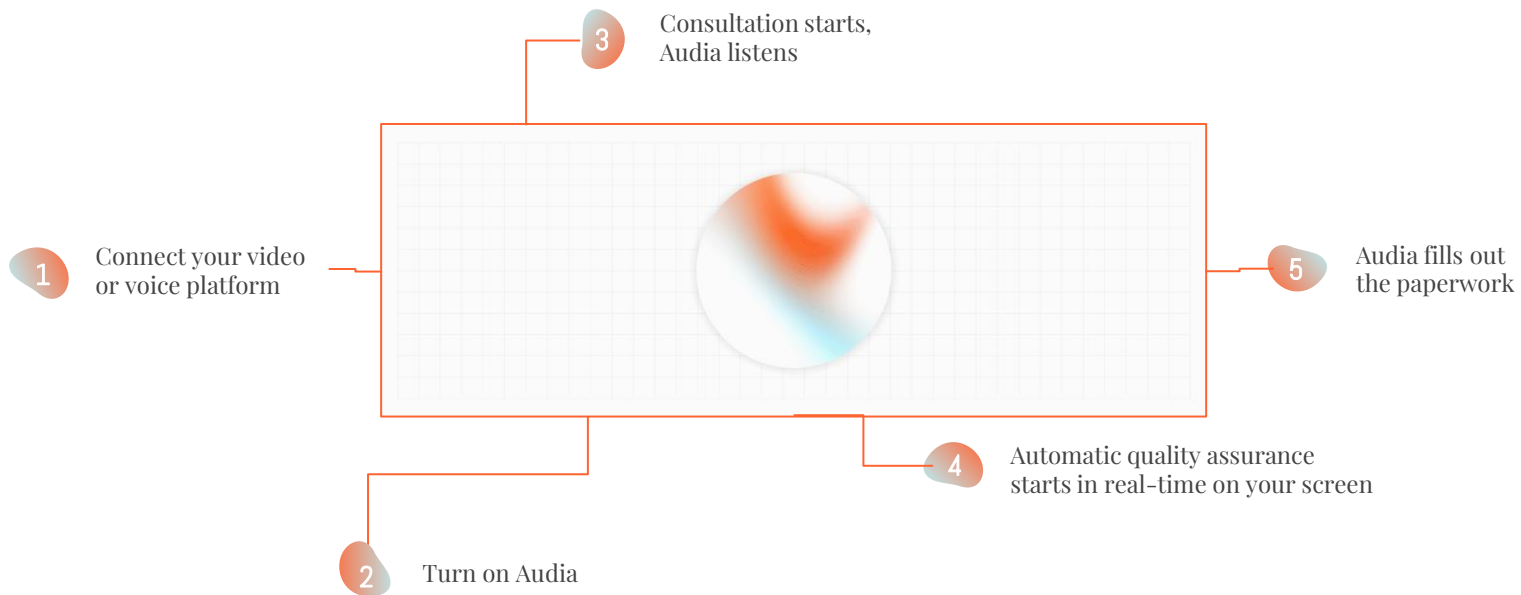 1
Connect your video
or voice platform
2
Turn on Audia
3
Consultation starts,
Audia listens
4
Automatic quality assurance
starts in real-time on your screen
5
Audia fills out
the paperwork